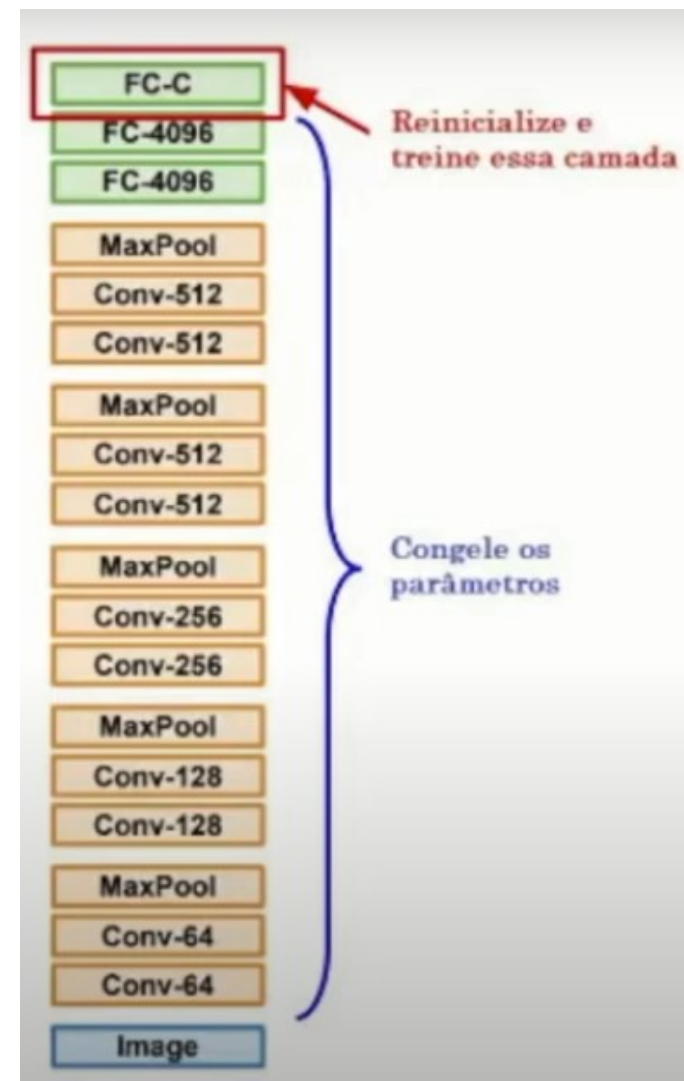 FC-C
FC-4096
FC-4096
MaxPool
Conv-512
Conv-512
MaxPool
Conv-512
Conv-512
MaxPool
Conv-256
Conv-256
MaxPool
Conv-128
Conv-128
MaxPool
Conv-64
Conv-64
Image
Reinicialize e
treine essa camada
Congele os
parâmetros